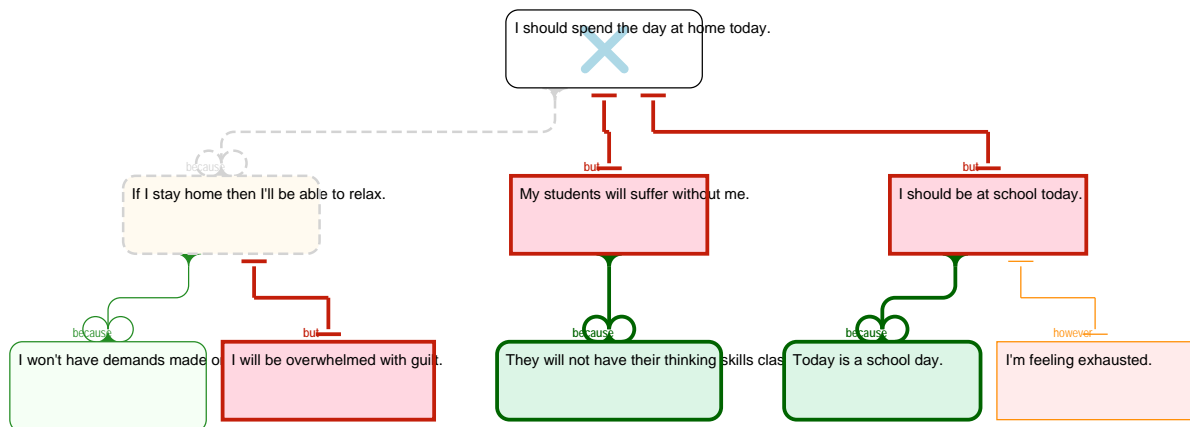 I should spend the day at home today.
because
but
but
If I stay home then I'll be able to relax.
My students will suffer without me.
I should be at school today.
because
but
because
because
however
I won't have demands made
I will be overwhelmed with guilt.
They will not have their thinking skills
Today is a school day.
I'm feeling exhausted.